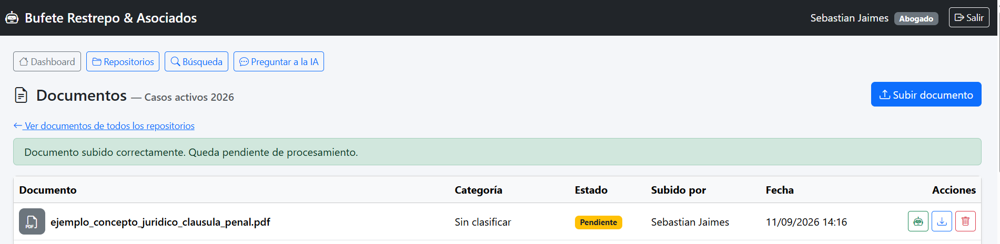 Bufete Restrepo & Asociados
Sebastian Jaimes Abogado Salir
Dashboard Repositorios Búsqueda Preguntar a la IA
Documentos — Casos activos 2026
Subir documento
← Ver documentos de todos los repositorios
Documento subido correctamente. Queda pendiente de procesamiento.
Documento Categoría Estado Subido por Fecha Acciones
PDF ejemplo_concepto_juridico_clausula_penal.pdf Sin clasificar Pendiente Sebastian Jaimes 11/09/2026 14:16